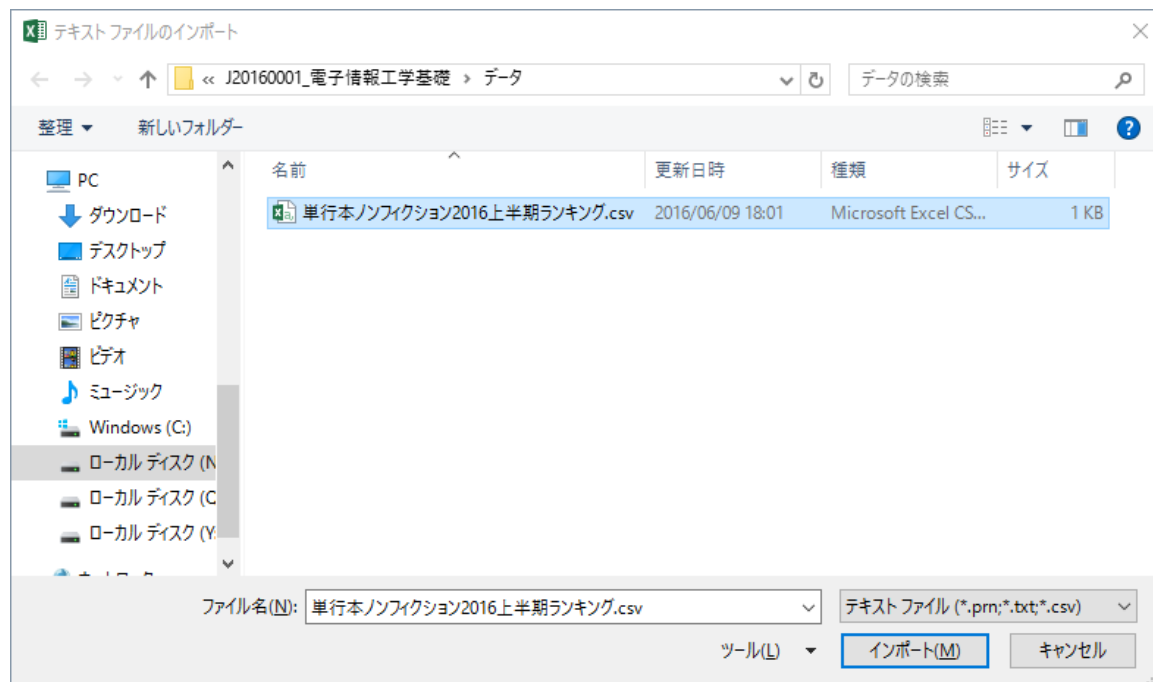 テキスト ファイルのインポート
« J20160001_電子情報工学基礎 › データ
データの検索
整理
新しいフォルダー
PC
ダウンロード
デスクトップ
ドキュメント
ピクチャ
ビデオ
ミュージック
Windows (C:)
ローカル ディスク (N
ローカル ディスク (Q
ローカル ディスク (Y:
名前 更新日時 種類 サイズ
単行本ノンフィクション2016上半期ランキング.csv 2016/06/09 18:01 Microsoft Excel CS... 1 KB
ファイル名(N): 単行本ノンフィクション2016上半期ランキング.csv
テキスト ファイル (*.prn;*.txt;*.csv)
ツール(L)
インポート(M)
キャンセル